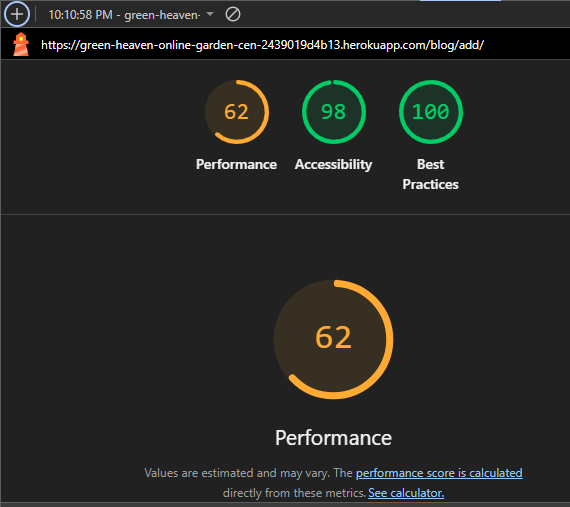 10:10:58 PM - green-heaven-
https://green-heaven-online-garden-cen-2439019d4b13.herokuapp.com/blog/add/
62 98 100
Performance Accessibility Best
Practices
62
Performance
Values are estimated and may vary. The performance score is calculated
directly from these metrics. See calculator.